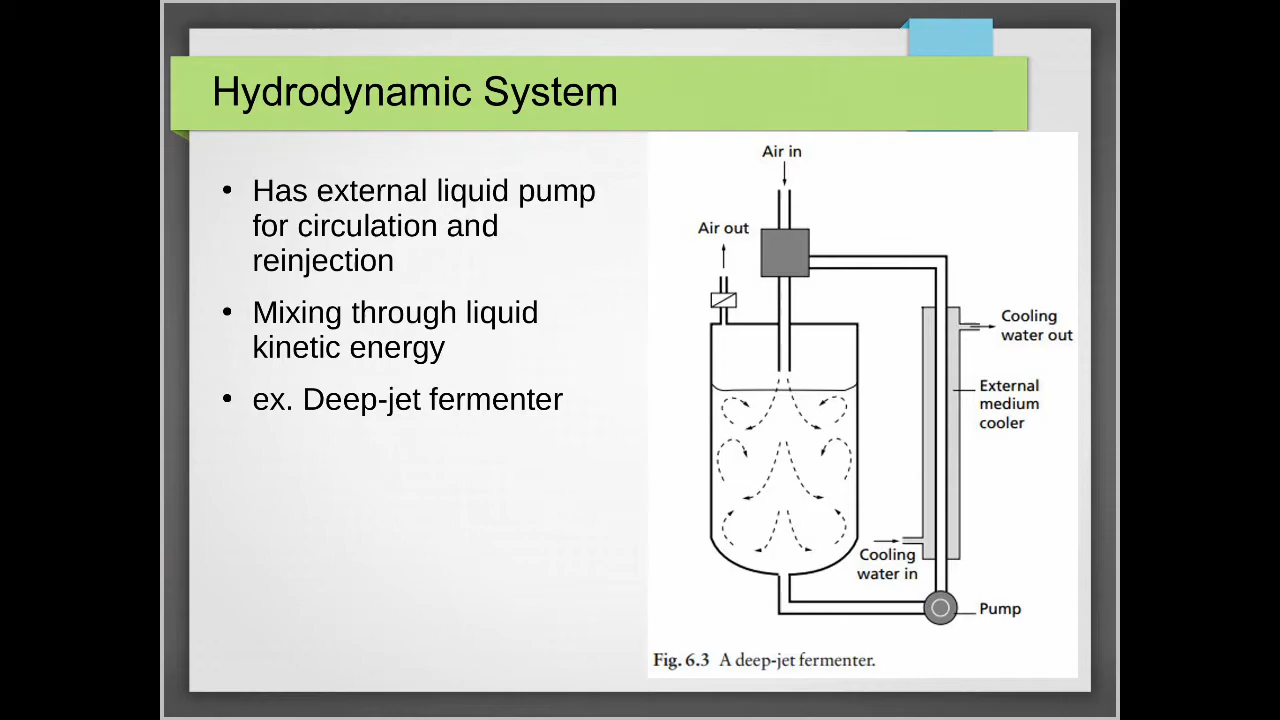 Hydrodynamic System
• Has external liquid pump
for circulation and
reinjection
• Mixing through liquid
kinetic energy
• ex. Deep-jet fermenter
Air in
Air out
Cooling
water out
External
medium
cooler
Cooling
water in
Pump
Fig. 6.3 A deep-jet fermenter.